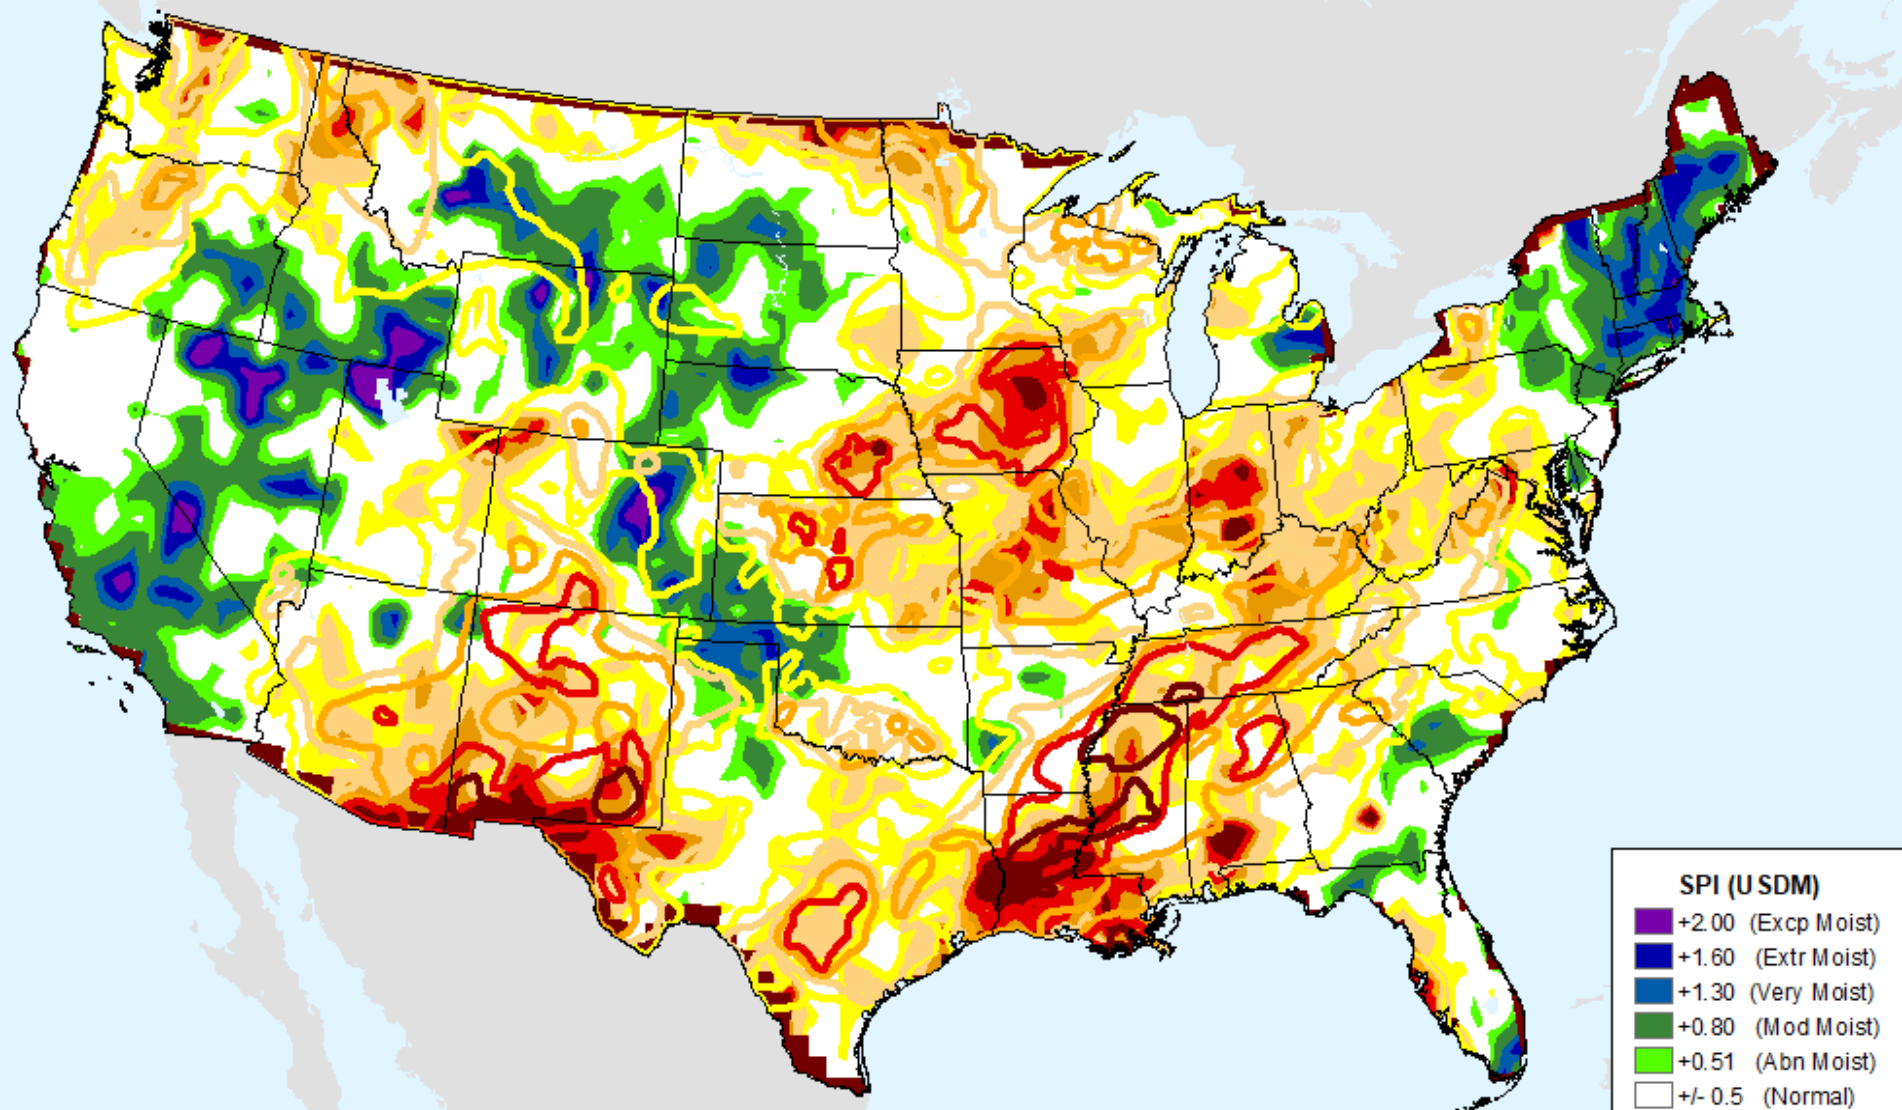 SPI (USDM)
+2.00 (Excp Moist)
+1.60 (Extr Moist)
+1.30 (Very Moist)
+0.80 (Mod Moist)
+0.51 (Abn Moist)
+/- 0.5 (Normal)